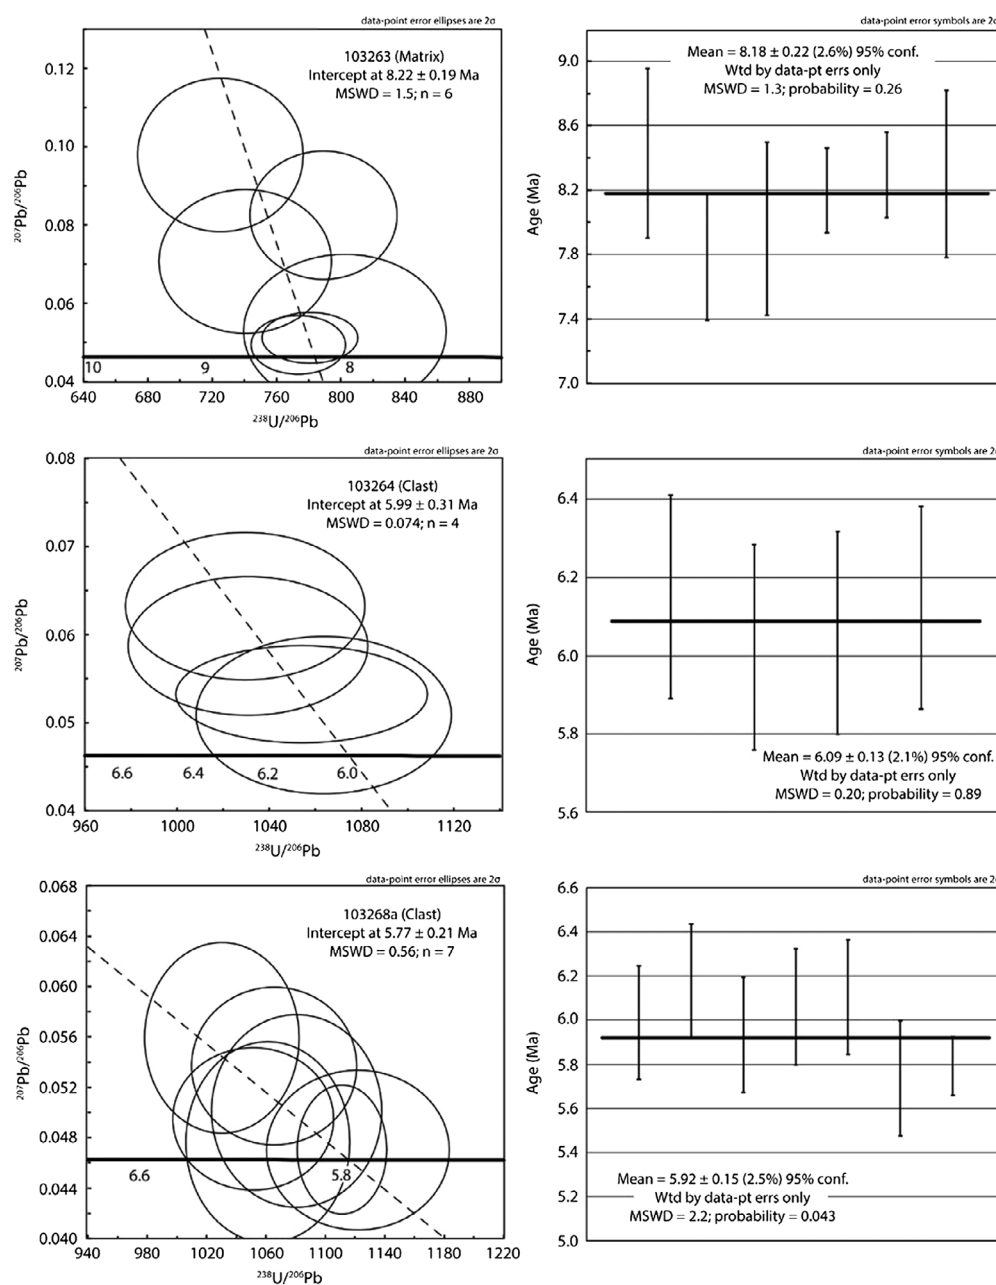 data-point error ellipses are 2σ
103263 (Matrix)
Intercept at 8.22 ± 0.19 Ma
MSWD = 1.5; n = 6
0.12
0.10
0.08
0.06
0.04
²⁰⁷Pb/²⁰⁶Pb
10
9
8
640
680
720
760
800
840
880
²³⁸U/²⁰⁶Pb
data-point error symbols are 2σ
Mean = 8.18 ± 0.22 (2.6%) 95% conf.
Wtd by data-pt errs only
MSWD = 1.3; probability = 0.26
9.0
8.6
8.2
7.8
7.4
7.0
Age (Ma)
data-point error ellipses are 2σ
103264 (Clast)
Intercept at 5.99 ± 0.31 Ma
MSWD = 0.074; n = 4
0.08
0.07
0.06
0.05
0.04
²⁰⁷Pb/²⁰⁶Pb
6.6
6.4
6.2
6.0
960
1000
1040
1080
1120
²³⁸U/²⁰⁶Pb
data-point error symbols are 2σ
6.4
6.2
6.0
5.8
5.6
Age (Ma)
Mean = 6.09 ± 0.13 (2.1%) 95% conf.
Wtd by data-pt errs only
MSWD = 0.20; probability = 0.89
data-point error ellipses are 2σ
103268a (Clast)
Intercept at 5.77 ± 0.21 Ma
MSWD = 0.56; n = 7
0.068
0.064
0.060
0.056
0.052
0.048
0.044
0.040
²⁰⁷Pb/²⁰⁶Pb
6.6
5.8
940
980
1020
1060
1100
1140
1180
1220
²³⁸U/²⁰⁶Pb
data-point error symbols are 2σ
6.6
6.4
6.2
6.0
5.8
5.6
5.4
5.2
5.0
Age (Ma)
Mean = 5.92 ± 0.15 (2.5%) 95% conf.
Wtd by data-pt errs only
MSWD = 2.2; probability = 0.043